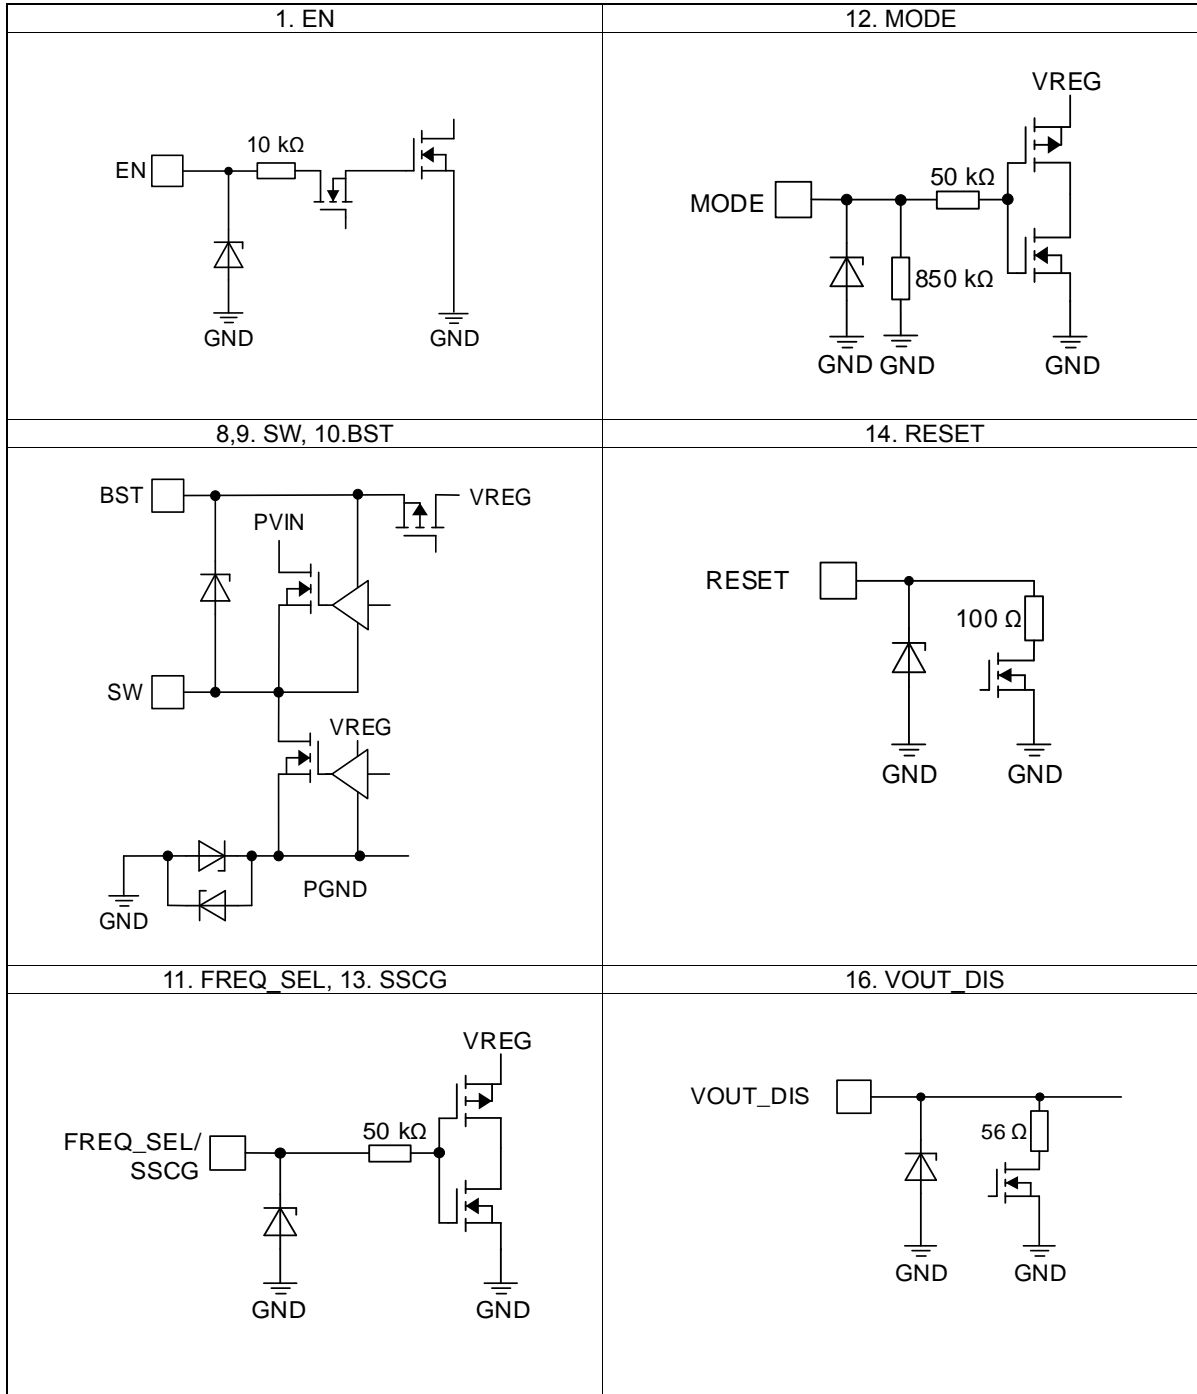 1. EN
12. MODE
EN
10 kΩ
GND
GND
VREG
MODE
50 kΩ
850 kΩ
GND
GND
GND
8,9. SW, 10.BST
14. RESET
BST
VREG
PVIN
SW
VREG
PGND
GND
RESET
100 Ω
GND
GND
11. FREQ_SEL, 13. SSCG
16. VOUT_DIS
VREG
FREQ_SEL/
SSCG
50 kΩ
GND
GND
VOUT_DIS
56 Ω
GND
GND